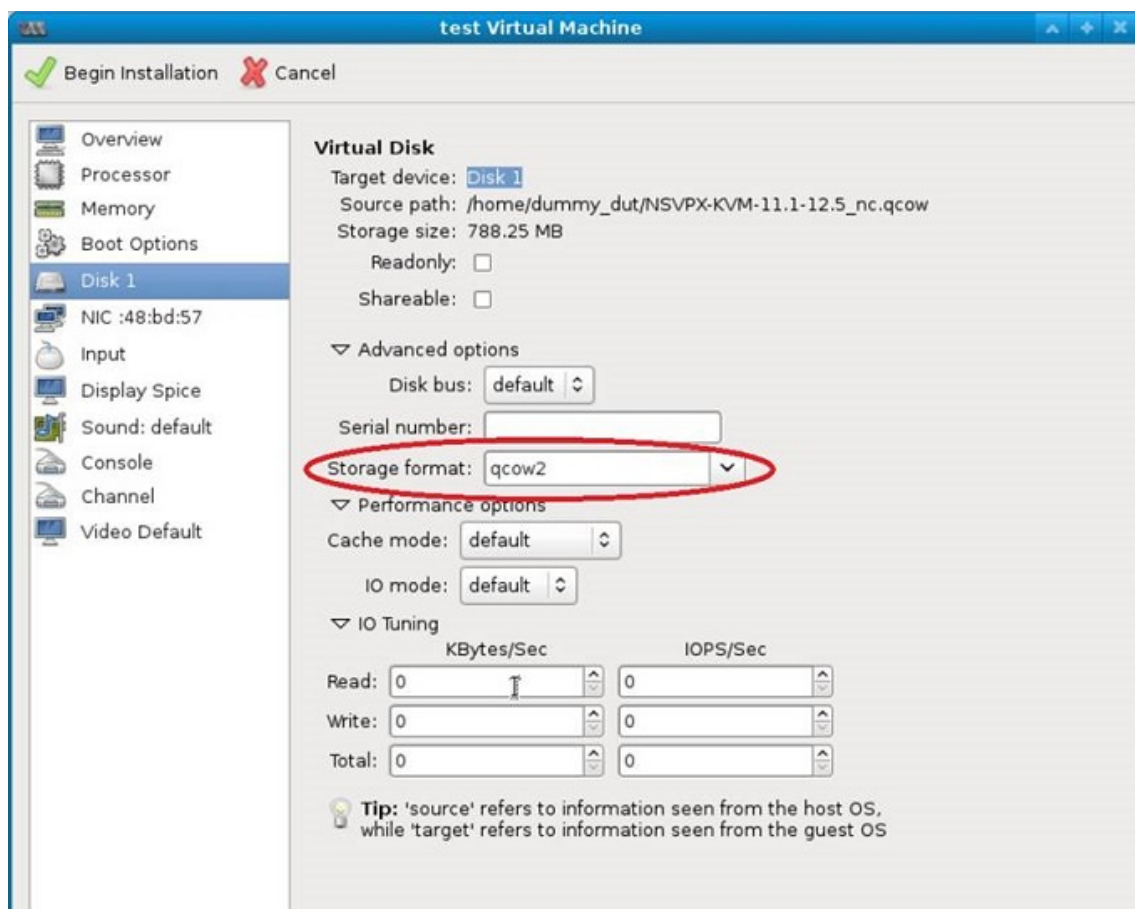 test Virtual Machine
Begin Installation Cancel
Overview
Processor
Memory
Boot Options
Disk 1
NIC :48:bd:57
Input
Display Spice
Sound: default
Console
Channel
Video Default
Virtual Disk
Target device: Disk 1
Source path: /home/dummy_dut/NSVPX-KVM-11.1-12.5_nc.qcow
Storage size: 788.25 MB
Readonly:
Shareable:
Advanced options
Disk bus: default
Serial number:
Storage format: qcow2
Performance options
Cache mode: default
IO mode: default
IO Tuning
KBytes/Sec IOPS/Sec
Read: 0 0
Write: 0 0
Total: 0 0
Tip: 'source' refers to information seen from the host OS,
while 'target' refers to information seen from the guest OS